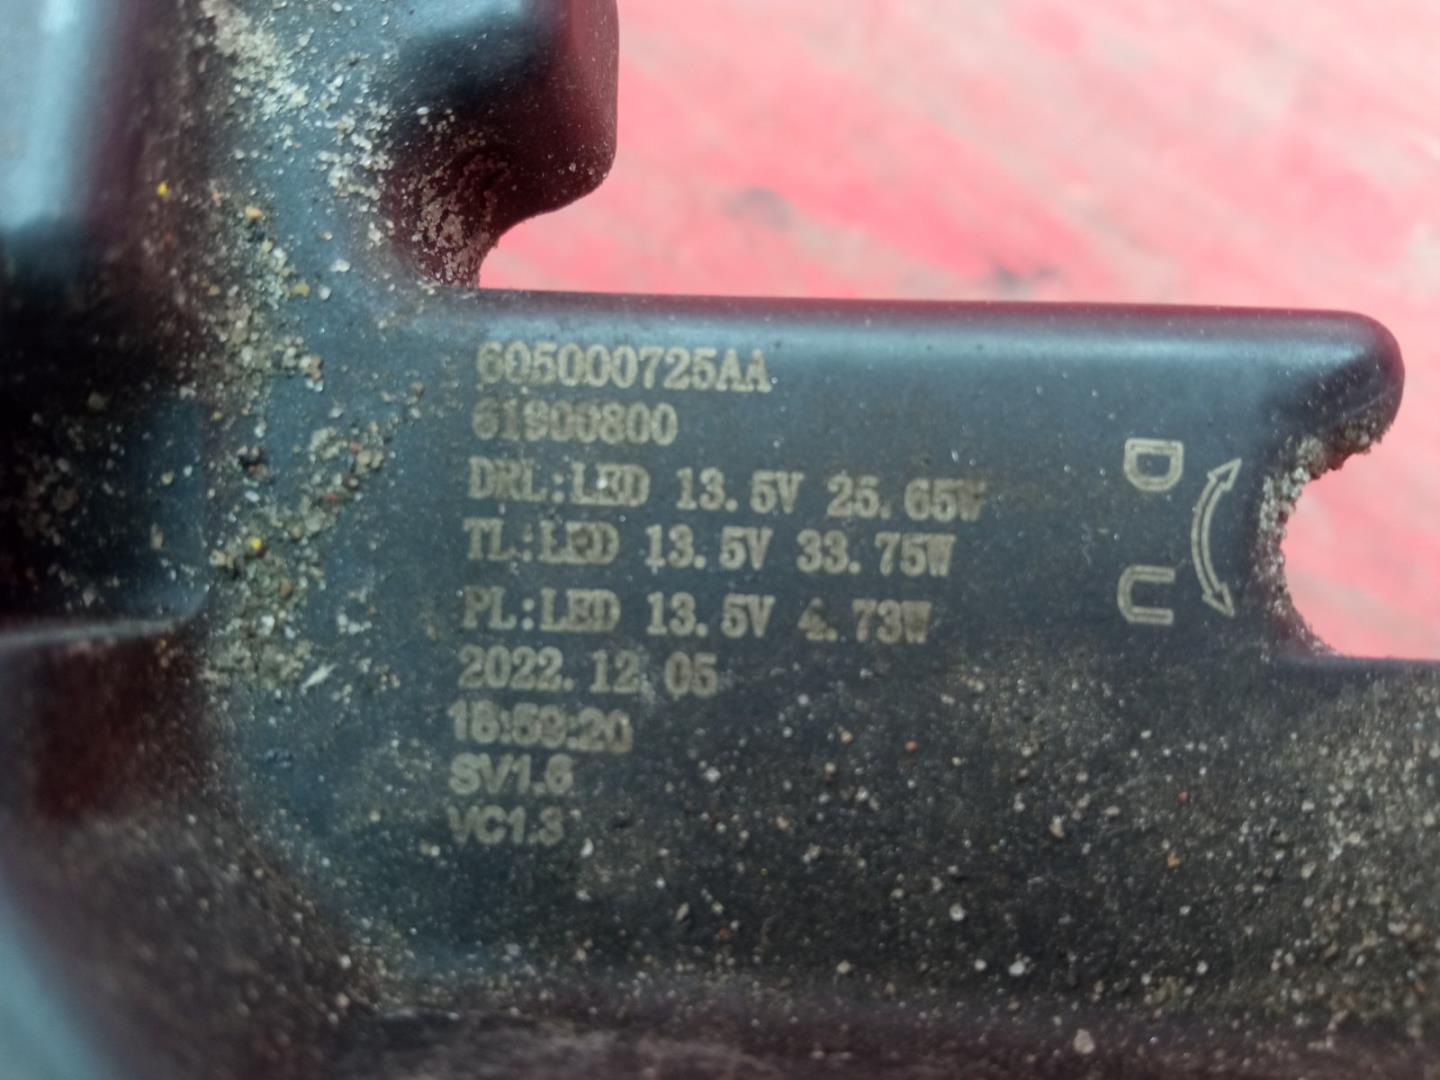 605000725AA
61900800
DRL:LED 13.5V 25.65W
TL:LED 13.5V 33.75W
PL:LED 13.5V 4.73W
2022.12.05
18:59:20
SV1.6
VC1.3
D
U